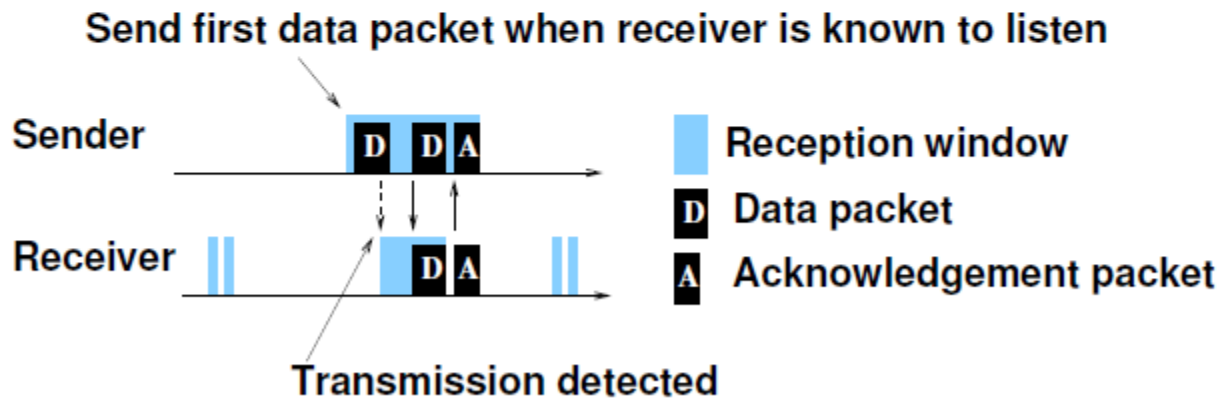 Send first data packet when receiver is known to listen
Sender
D
D
A
Reception window
D
Data packet
Receiver
D
A
A
Acknowledgement packet
Transmission detected